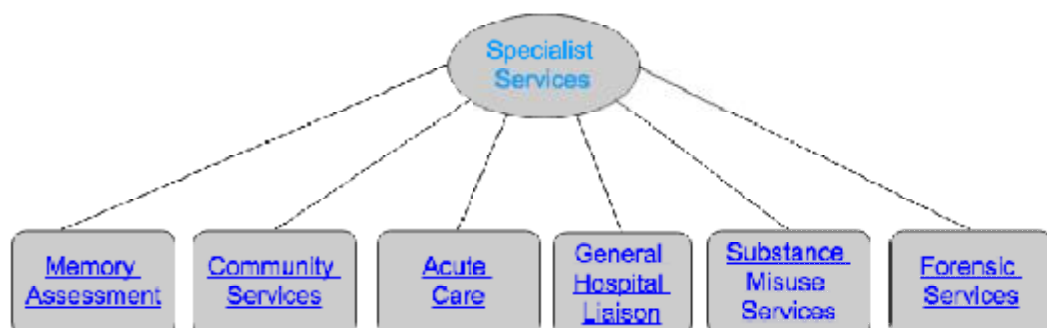 Specialist
Services
Memory
Assessment
Community
Services
Acute
Care
General
Hospital
Liaison
Substance
Misuse
Services
Forensic
Services